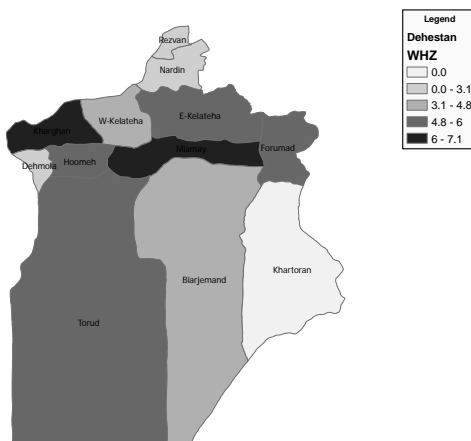 Rezvan
Nardin
W-Kelateha
E-Kelateha
Kharghan
Miamay
Forumad
Dehmola
Hoomeh
Khartoran
Biarjemand
Torud
Legend
Dehestan
WHZ
0.0
0.0 - 3.1
3.1 - 4.8
4.8 - 6
6 - 7.1